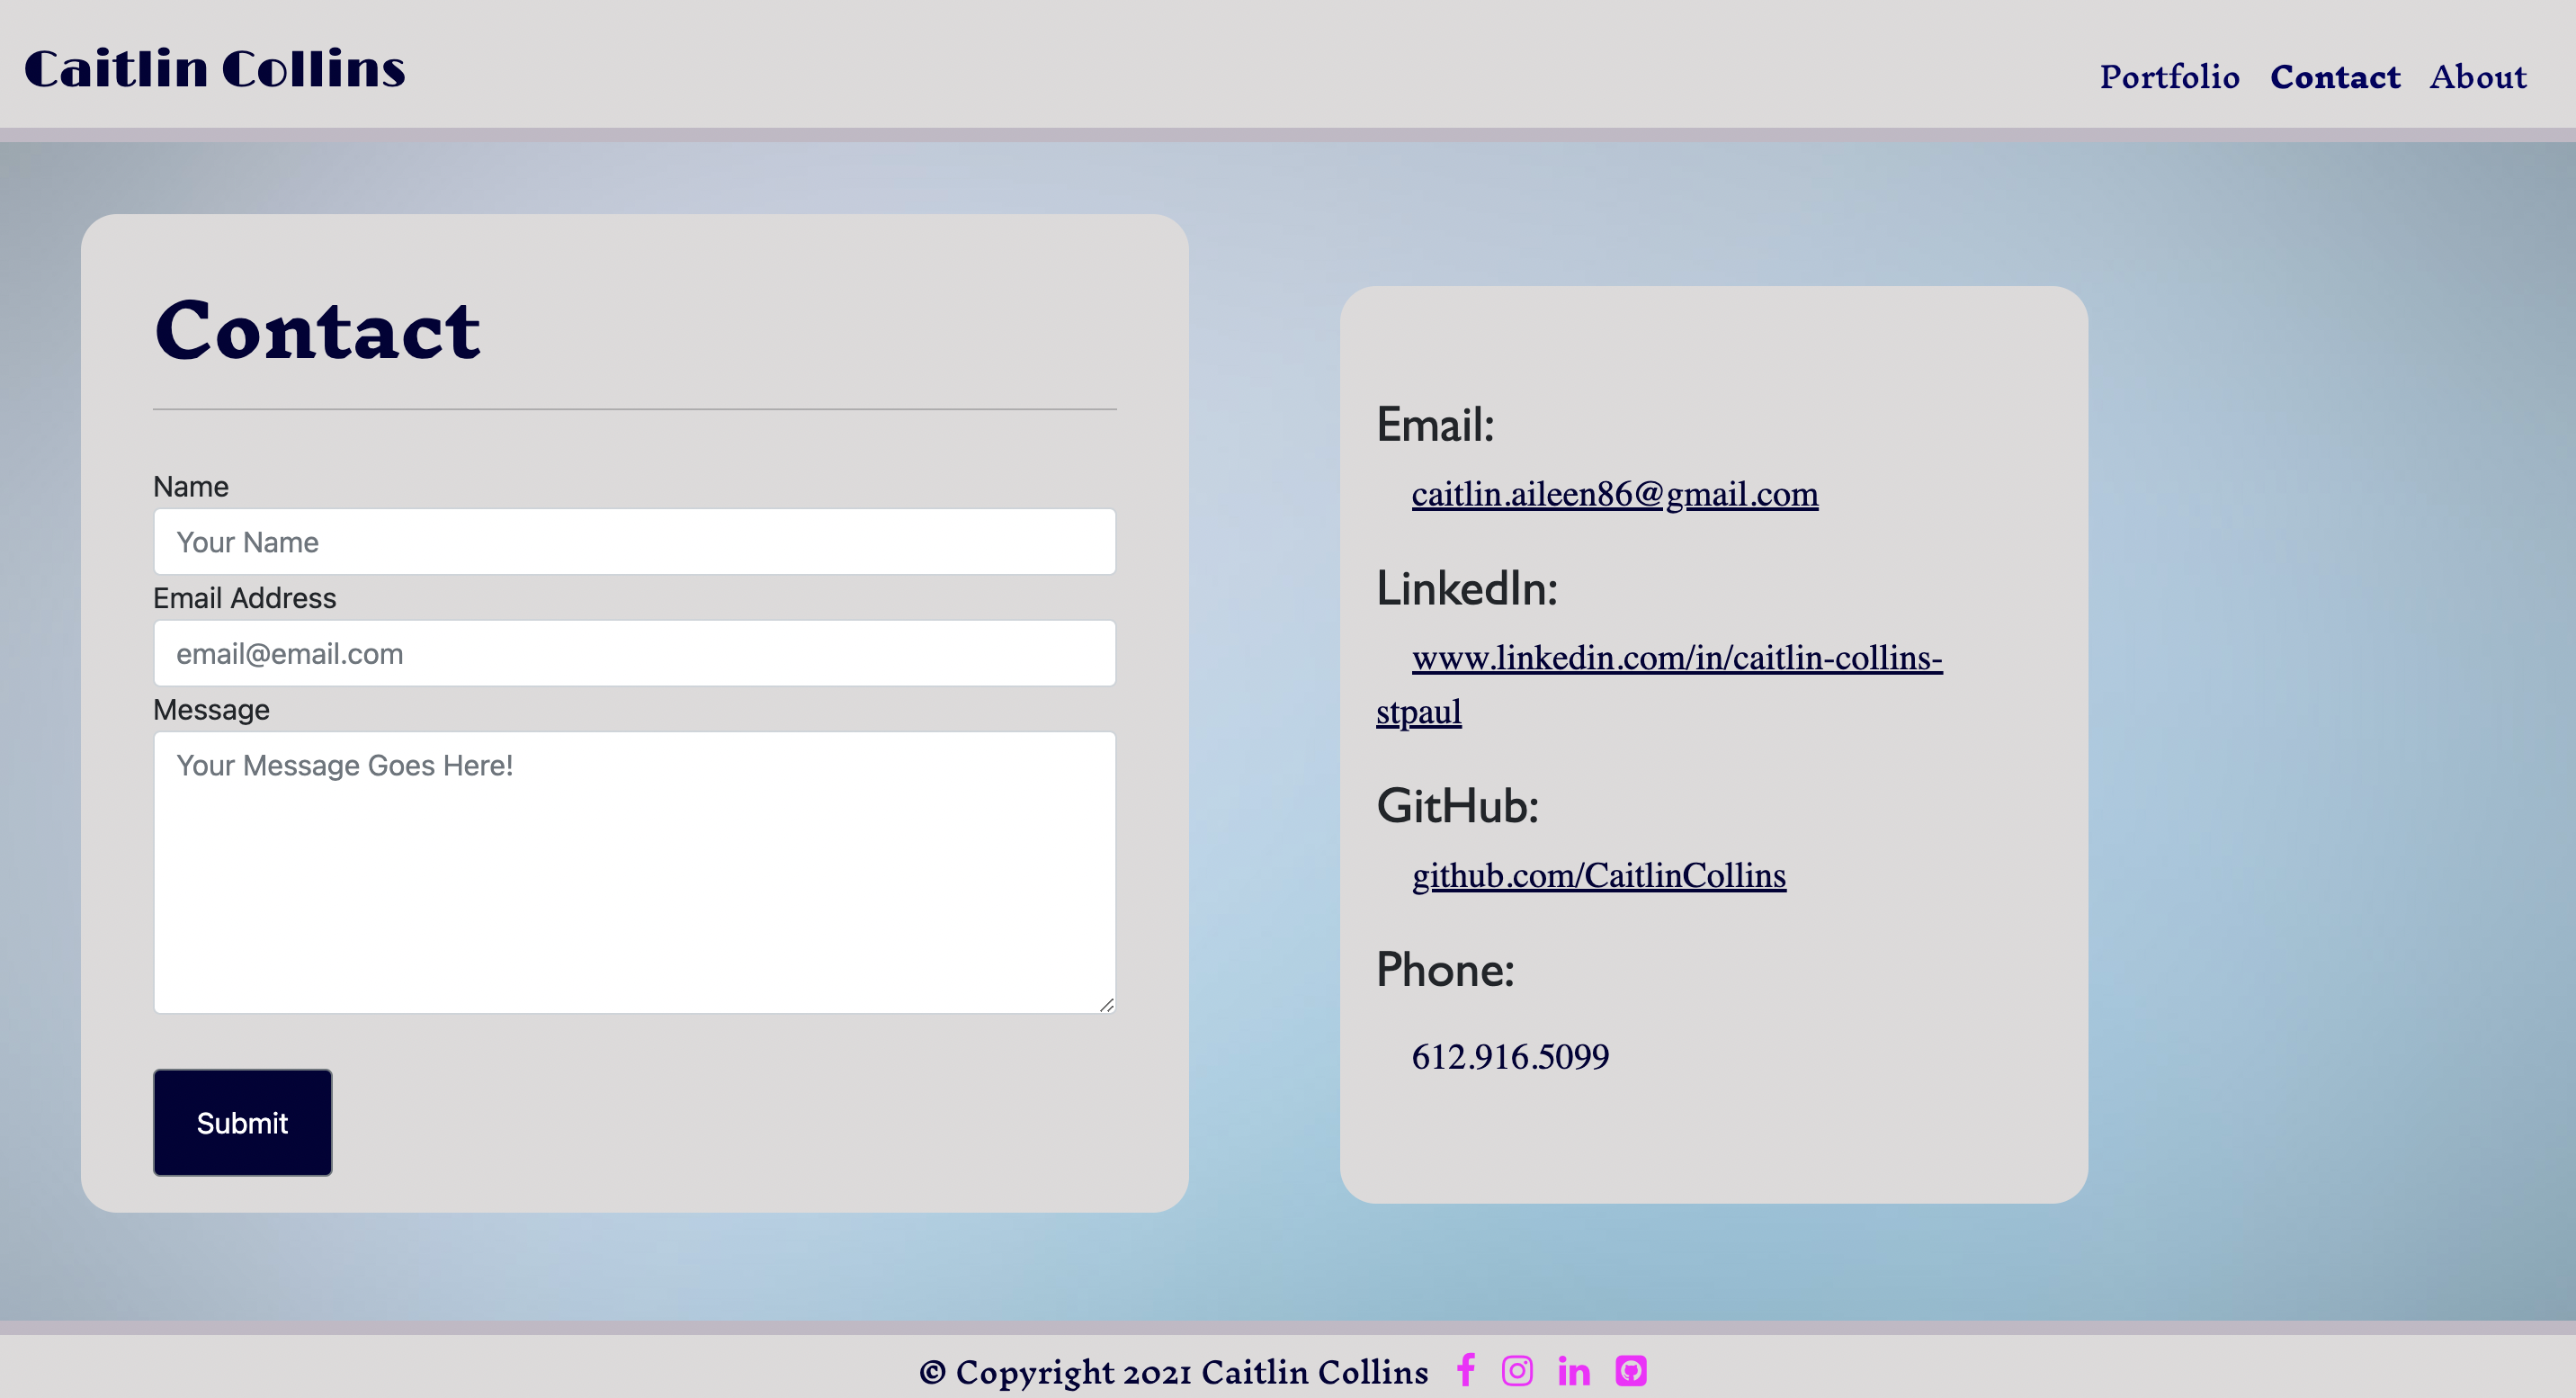 Caitlin Collins
Portfolio Contact About
Contact
Name
Your Name
Email Address
email@email.com
Message
Your Message Goes Here!
Submit
Email:
caitlin.aileen86@gmail.com
LinkedIn:
www.linkedin.com/in/caitlin-collins-
stpaul
GitHub:
github.com/CaitlinCollins
Phone:
612.916.5099
© Copyright 2021 Caitlin Collins